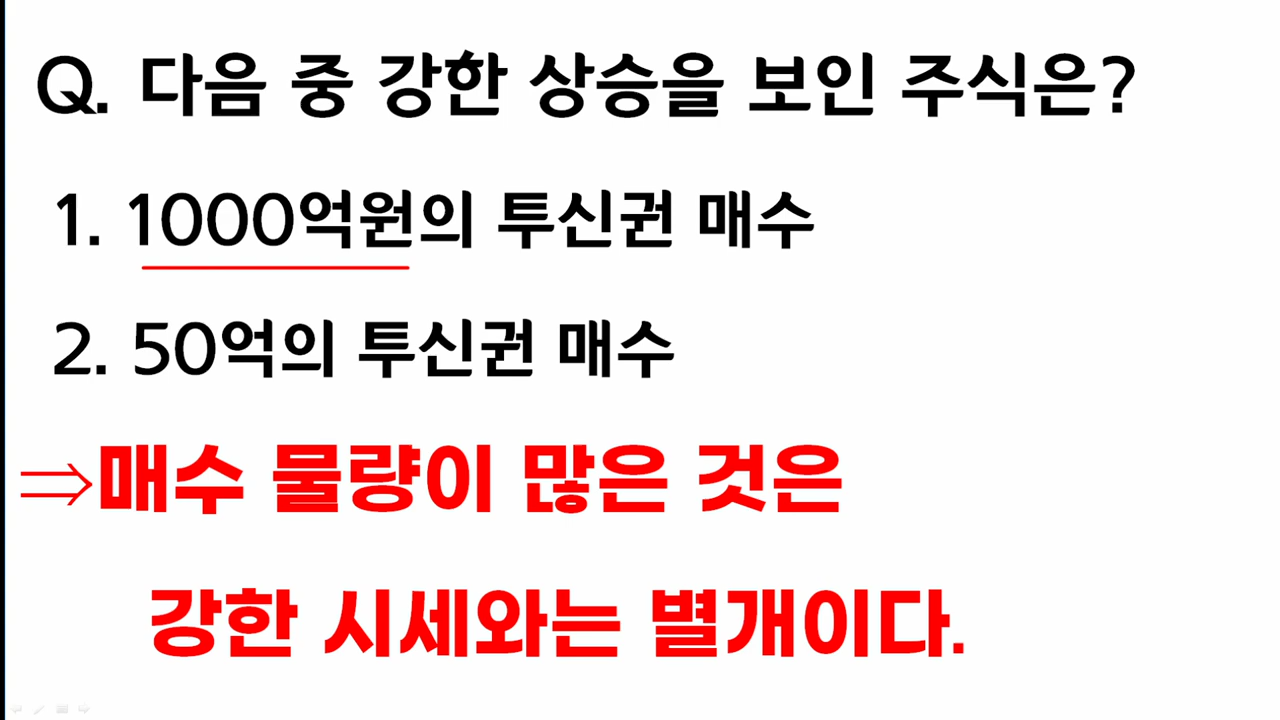 Q. 다음 중 강한 상승을 보인 주식은?
1. 1000억원의 투신권 매수
2. 50억의 투신권 매수
⇒매수 물량이 많은 것은
강한 시세와는 별개이다.